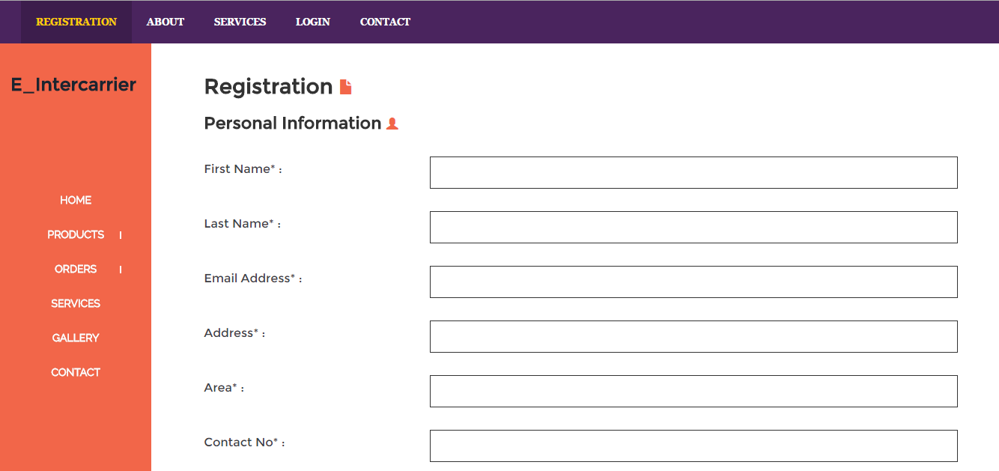 REGISTRATION ABOUT SERVICES LOGIN CONTACT
E_Intercarrier
HOME
PRODUCTS
ORDERS
SERVICES
GALLERY
CONTACT
Registration
Personal Information
First Name* :
Last Name* :
Email Address* :
Address* :
Area* :
Contact No* :